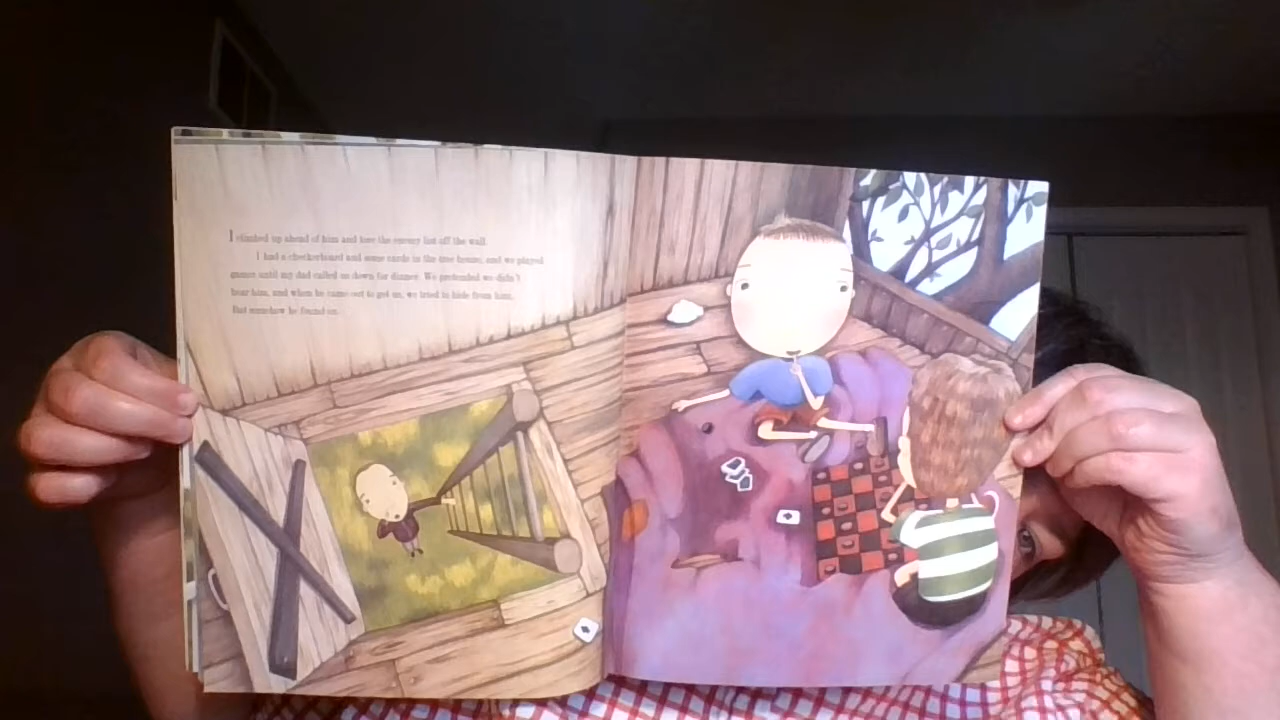 I climbed up ahead of him and tore the enemy list off the wall.
I had a checkerboard and some cards in the tree house, and we played
games until my dad called us down for dinner. We pretended we didn't
hear him, and when he came out to get us, we tried to hide from him.
But somehow he found us.